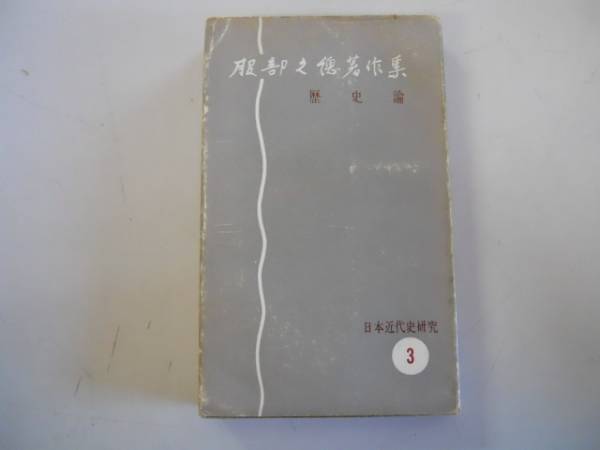 服部之總著作集
歴史論
日本近代史研究
3